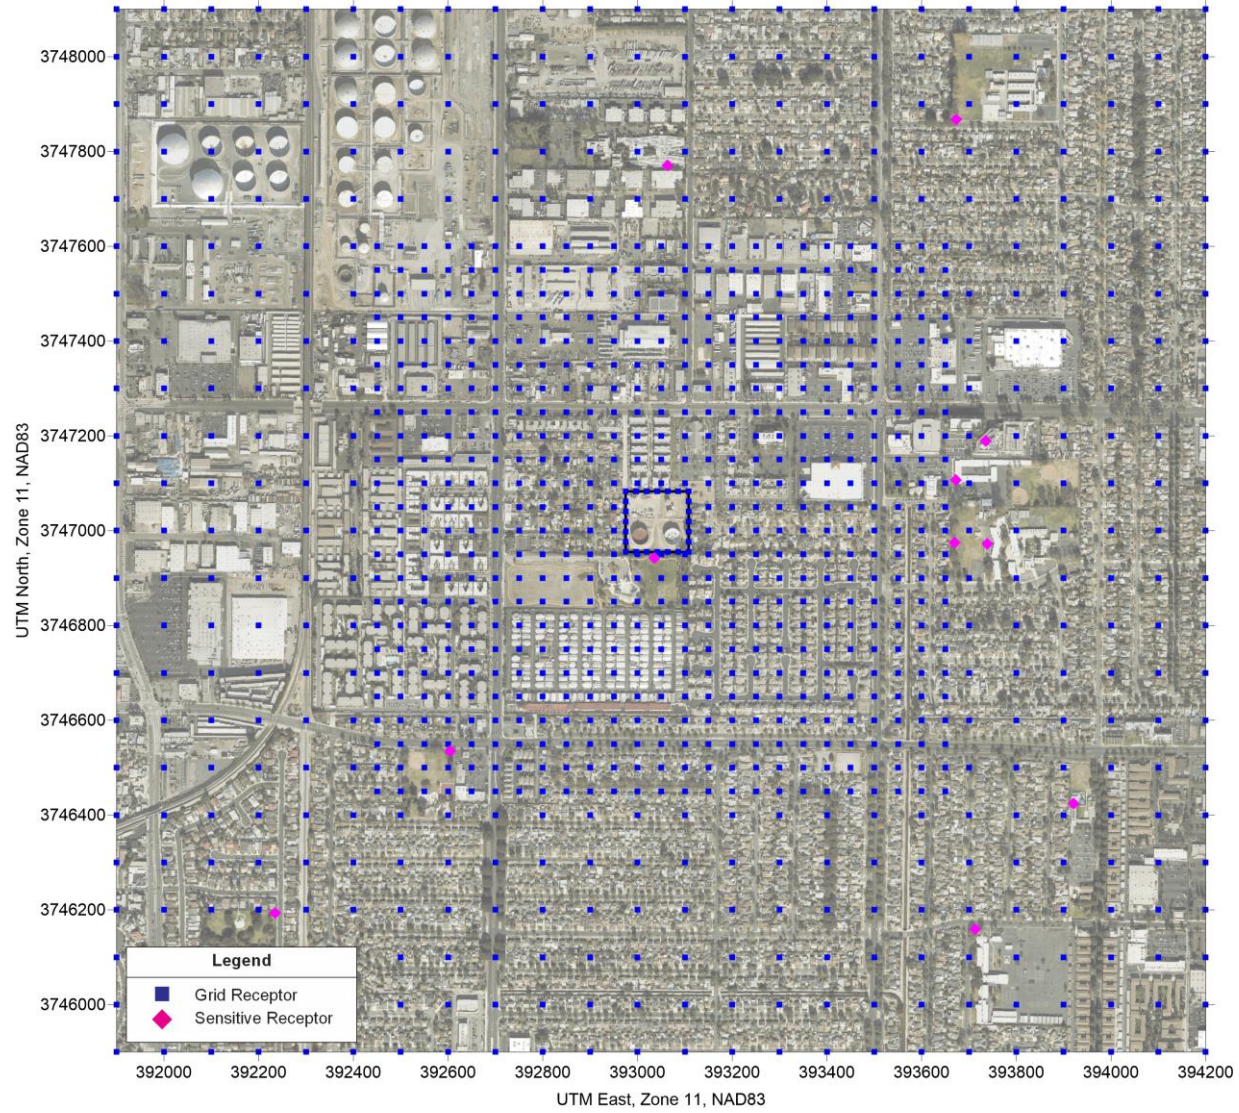 3748000
3747800
3747600
3747400
3747200
3747000
3746800
3746600
3746400
3746200
3746000
UTM North, Zone 11, NAD83
Legend
Grid Receptor
Sensitive Receptor
392000 392200 392400 392600 392800 393000 393200 393400 393600 393800 394000 394200
UTM East, Zone 11, NAD83